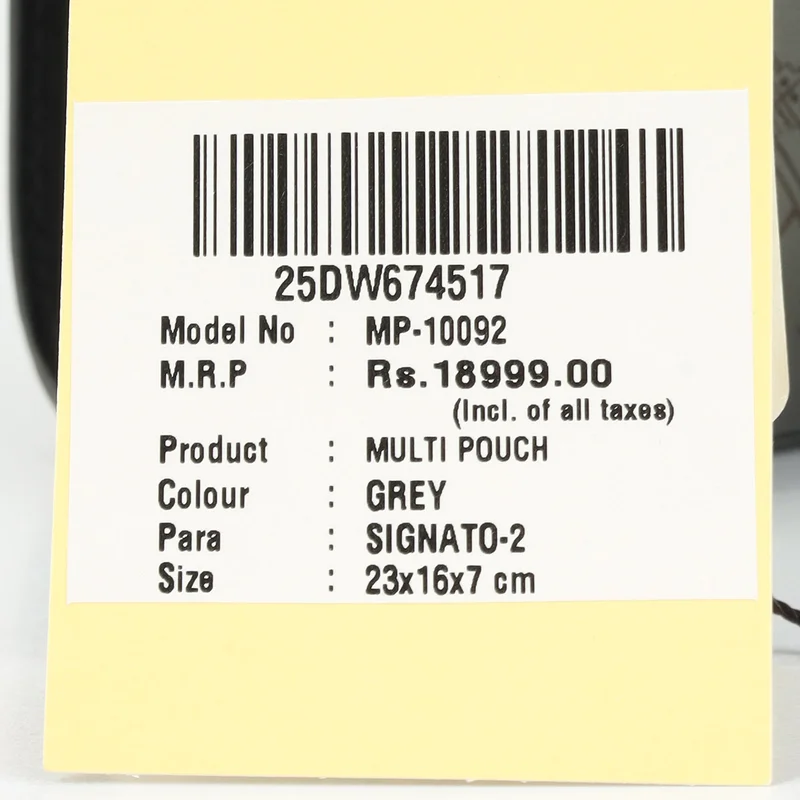 25DW674517
Model No : MP-10092
M.R.P : Rs.18999.00
(Incl. of all taxes)
Product : MULTI POUCH
Colour : GREY
Para : SIGNATO-2
Size : 23x16x7 cm